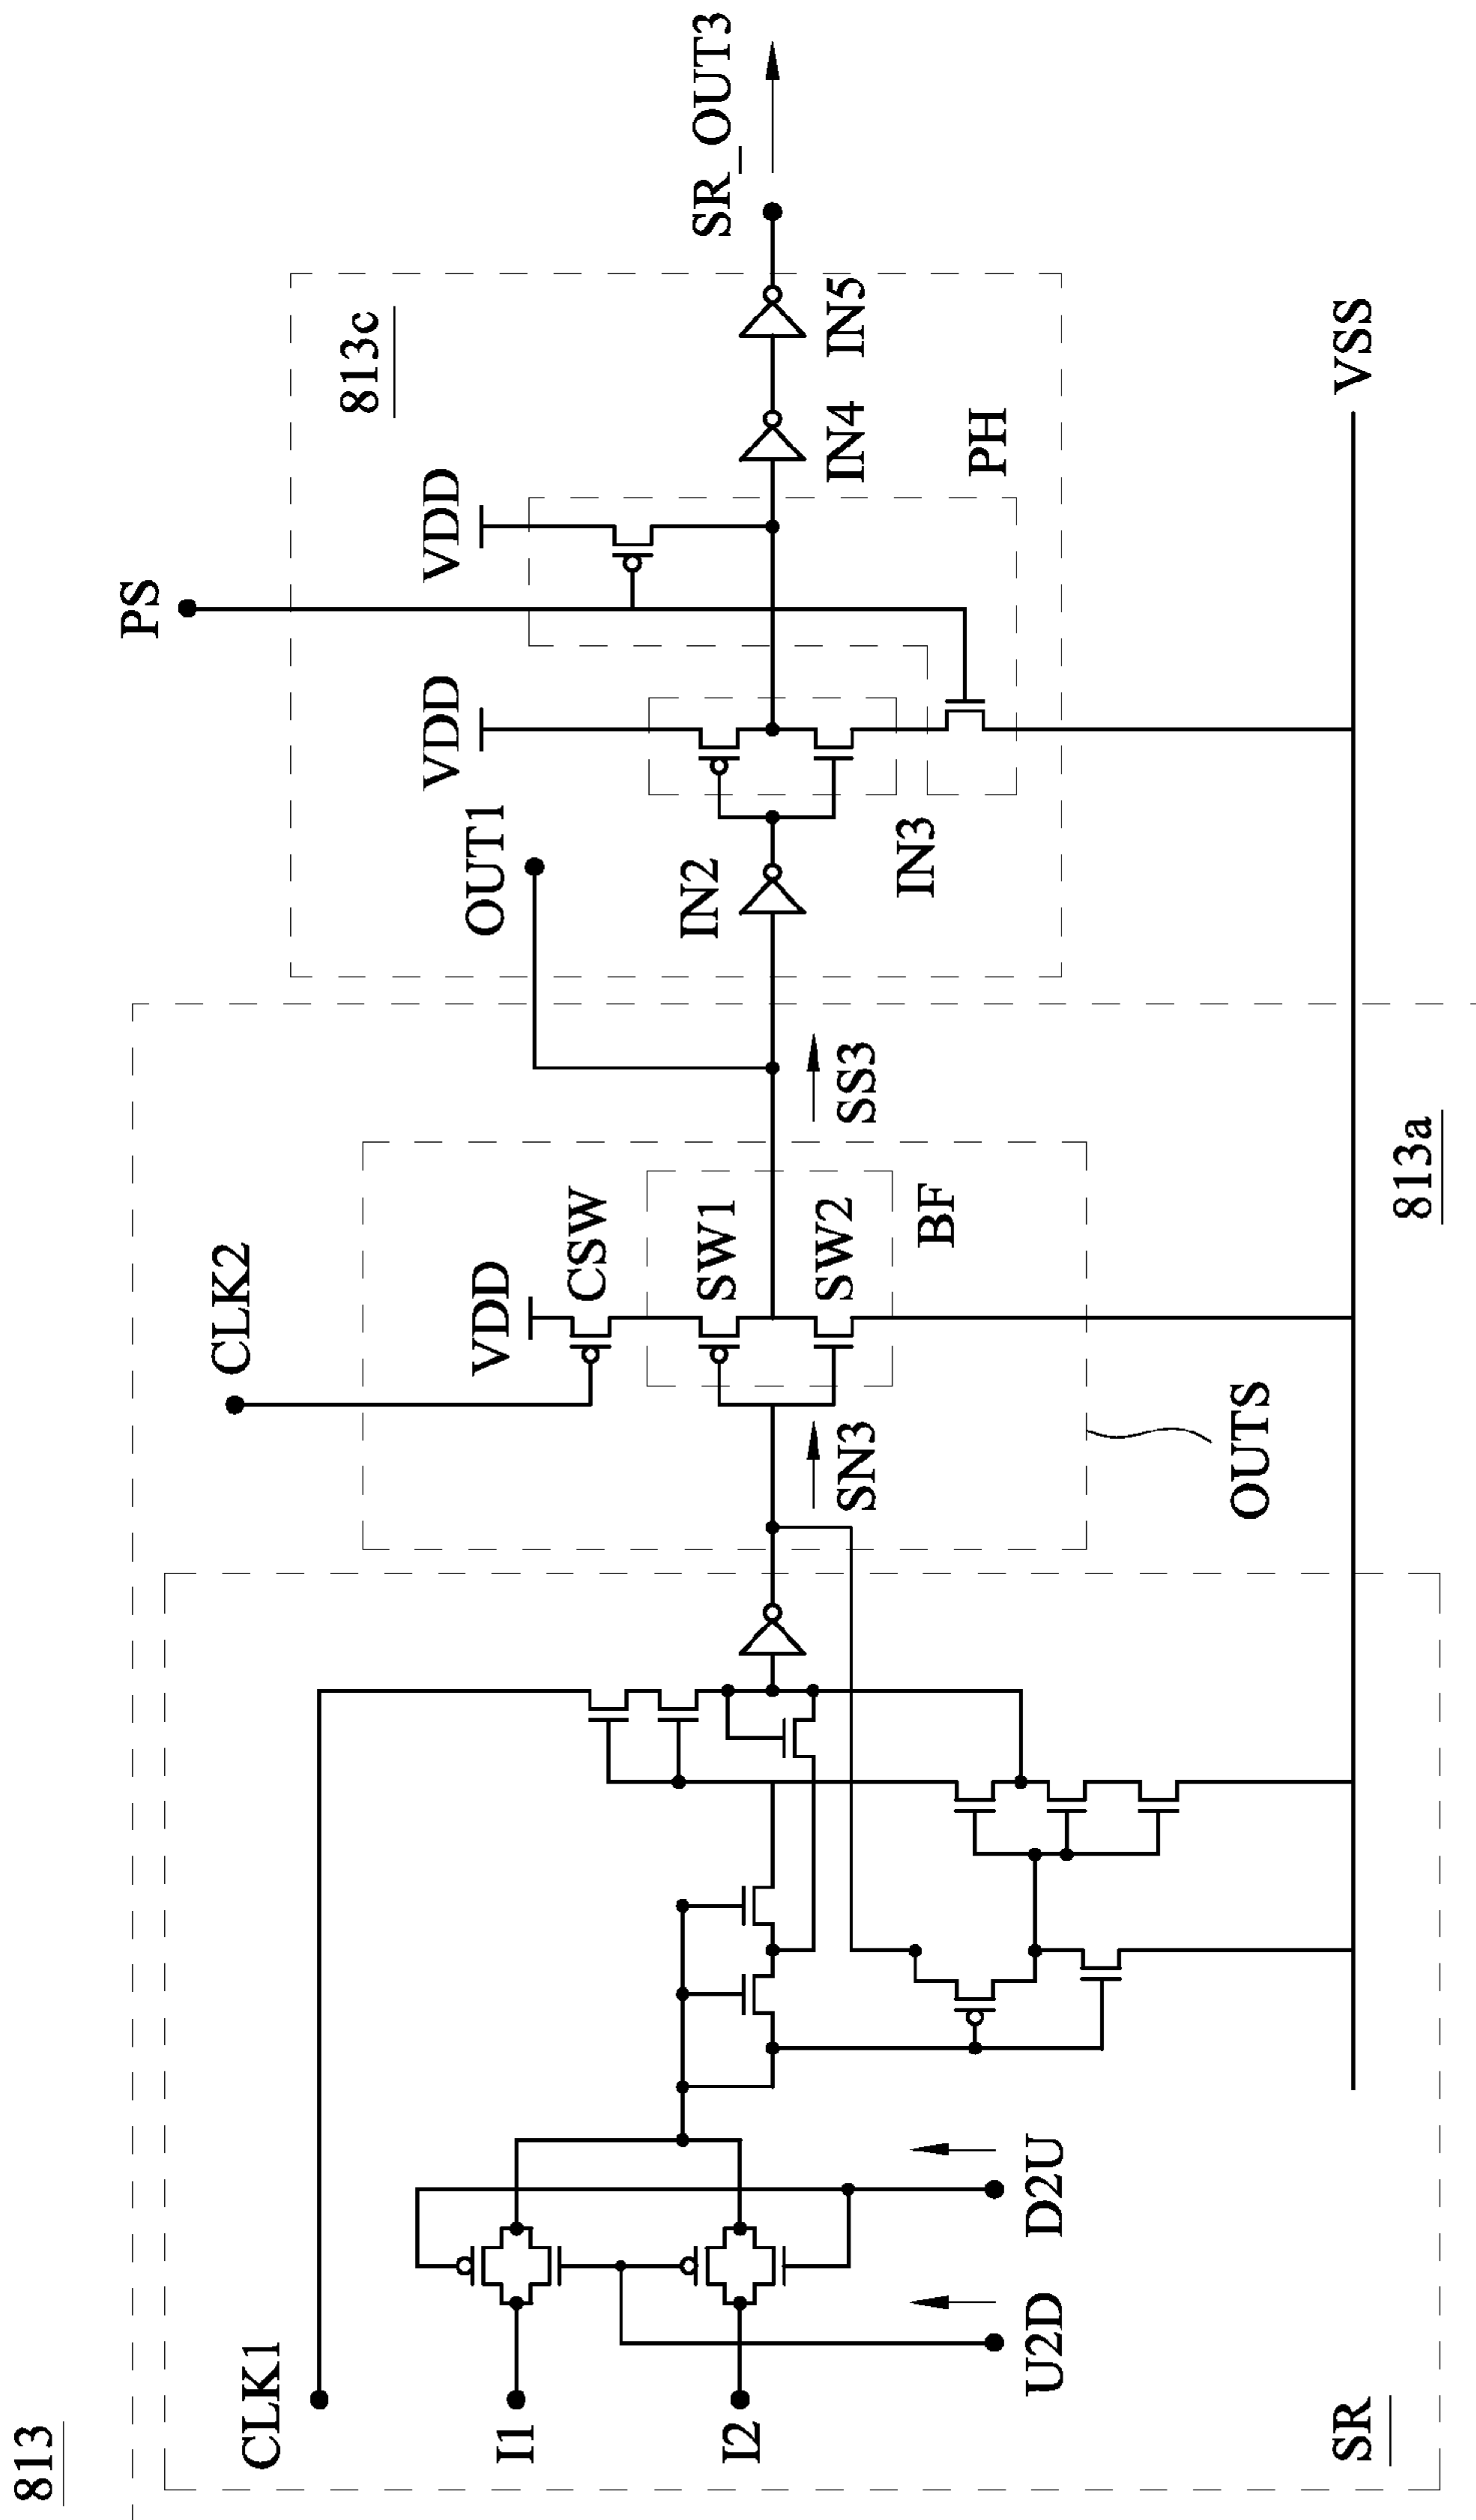 813
CLK1
I1
I2
U2D
D2U
SR
CLK2
VDD
CSW
SW1
SW2
BF
SN3
OUTS
SS3
813a
OUT1
IN2
IN3
VDD
PS
VDD
PH
813c
IN4
IN5
VSS
SR_OUT3